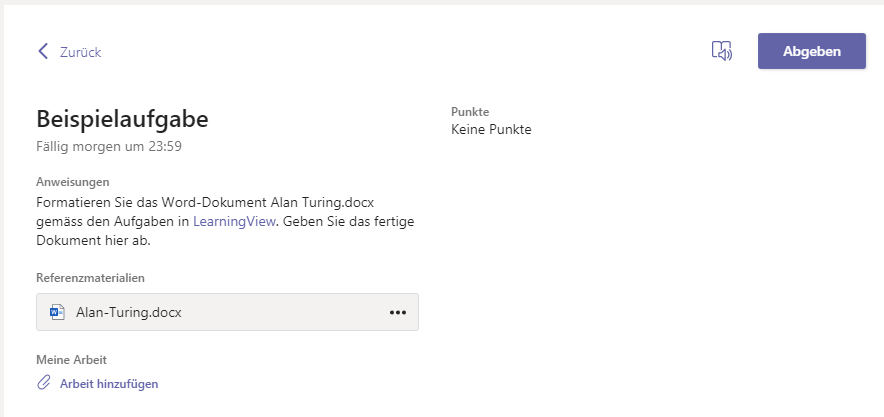 Zurück
Abgeben
Beispielaufgabe
Fällig morgen um 23:59
Punkte
Keine Punkte
Anweisungen
Formatieren Sie das Word-Dokument Alan Turing.docx
gemäss den Aufgaben in LearningView. Geben Sie das fertige
Dokument hier ab.
Referenzmaterialien
Alan-Turing.docx
Meine Arbeit
Arbeit hinzufügen